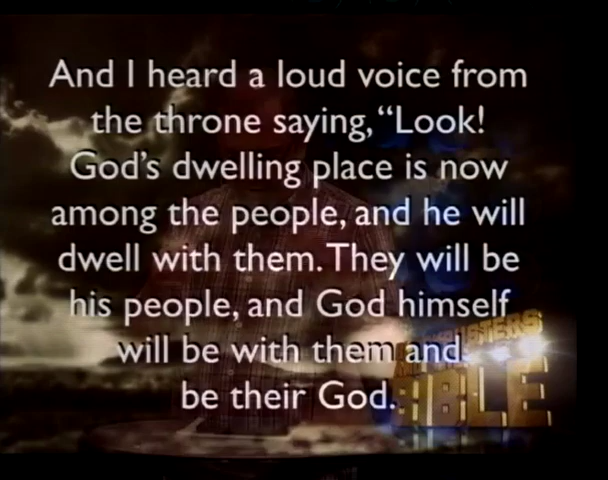 And I heard a loud voice from
the throne saying, “Look!
God’s dwelling place is now
among the people, and he will
dwell with them. They will be
his people, and God himself
will be with them and
be their God.